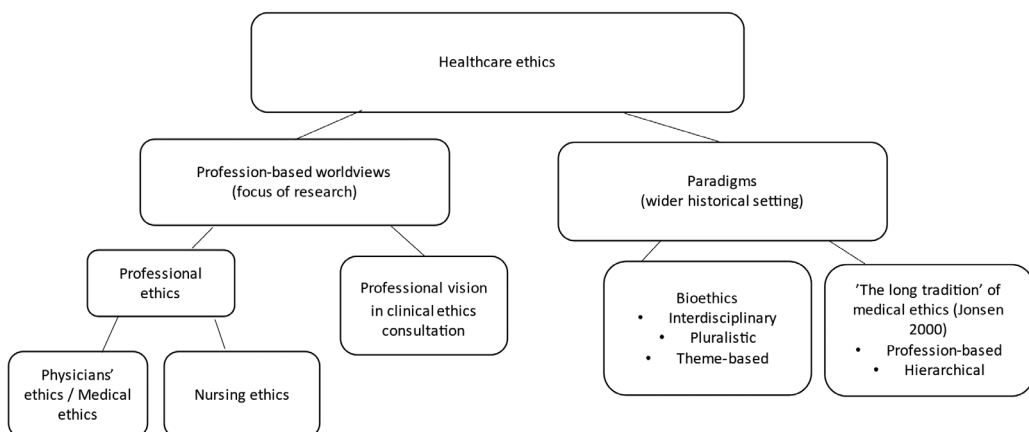 Healthcare ethics
Profession-based worldviews
(focus of research)
Paradigms
(wider historical setting)
Professional
ethics
Professional vision
in clinical ethics
consultation
Bioethics
• Interdisciplinary
• Pluralistic
• Theme-based
’The long tradition’ of
medical ethics (Jonsen
2000)
• Profession-based
• Hierarchical
Physicians’
ethics / Medical
ethics
Nursing ethics